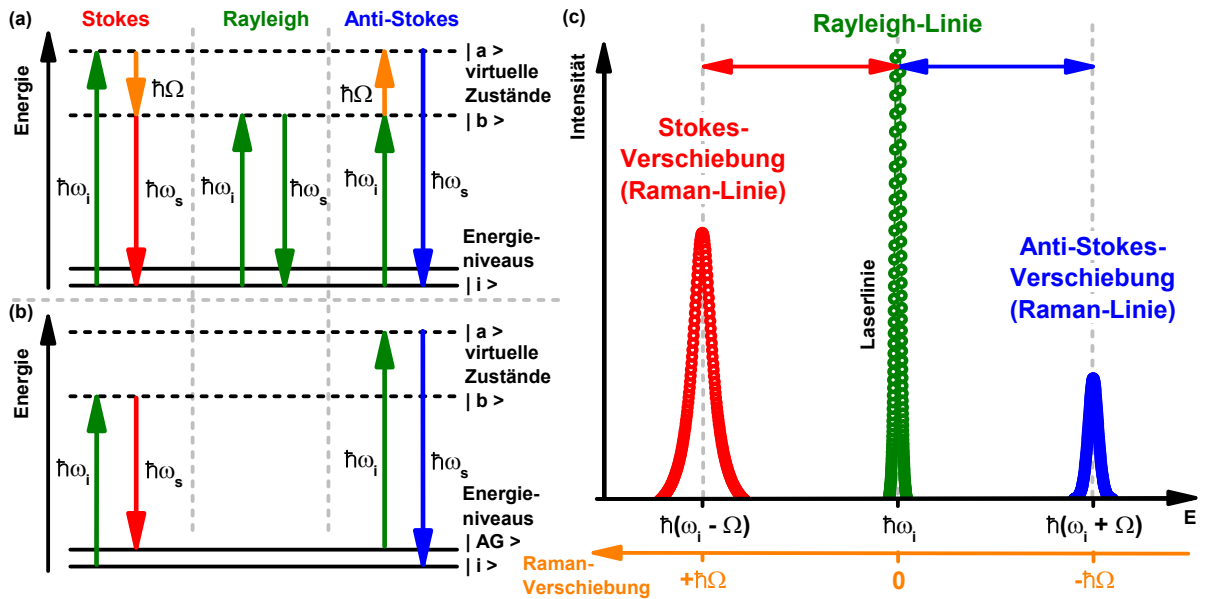 (a)
Stokes
Rayleigh
Anti-Stokes
Energie
| a >
virtuelle
Zustände
| b >
ħΩ
ħΩ
ħωi
ħωs
ħωi
ħωs
ħωi
ħωs
Energie-
niveaus
| i >
(b)
Energie
| a >
virtuelle
Zustände
| b >
ħωi
ħωs
ħωi
ħωs
Energie-
niveaus
| AG >
| i >
(c)
Rayleigh-Linie
Intensität
Stokes-
Verschiebung
(Raman-Linie)
Laserlinie
Anti-Stokes-
Verschiebung
(Raman-Linie)
ħ(ωi - Ω)
ħωi
ħ(ωi + Ω)
E
Raman-
Verschiebung
+ħΩ
0
-ħΩ